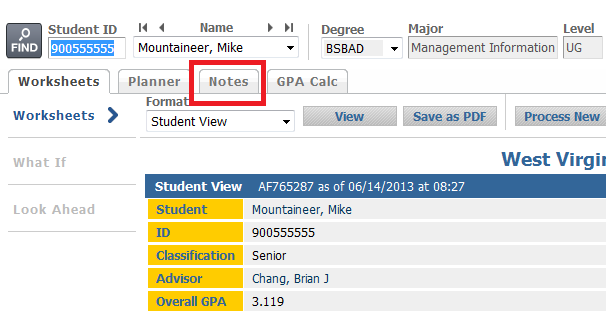 Student ID Name Degree Major Level
FIND 900555555 Mountaineer, Mike BSBAD Management Information UG
Worksheets Planner Notes GPA Calc
Format
Worksheets Student View View Save as PDF Process New
What If
West Virgin
Look Ahead
Student View AF765287 as of 06/14/2013 at 08:27
Student Mountaineer, Mike
ID 900555555
Classification Senior
Advisor Chang, Brian J
Overall GPA 3.119